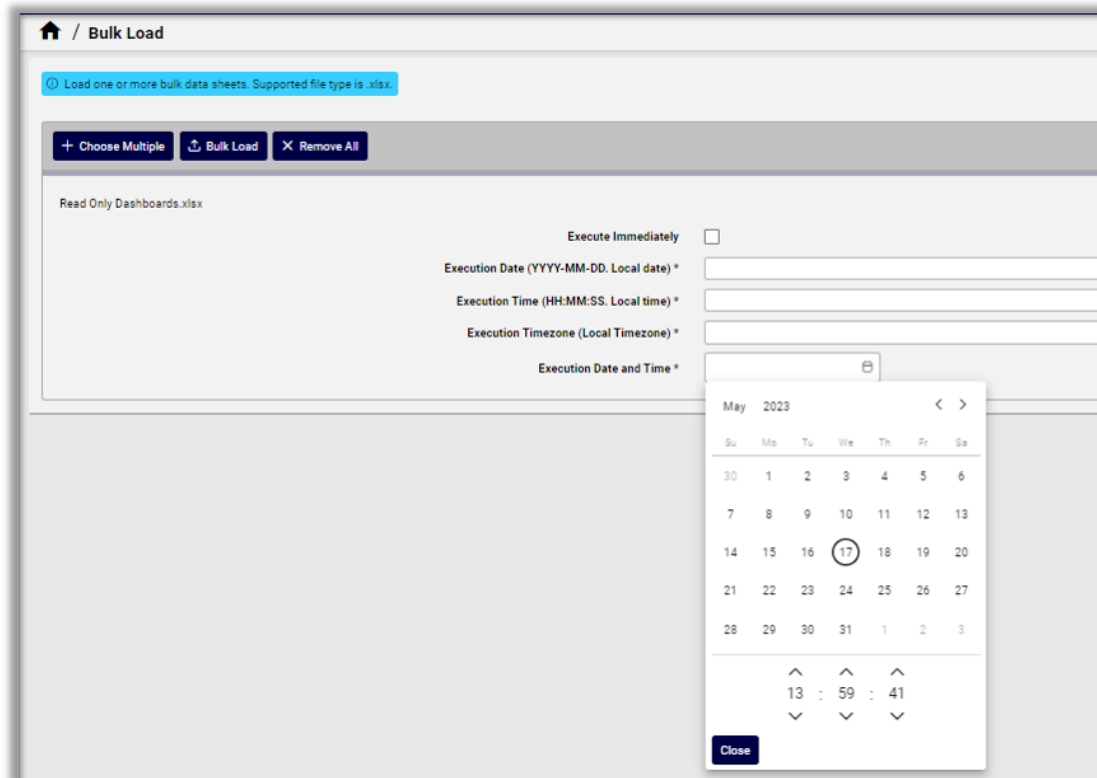 / Bulk Load
Load one or more bulk data sheets. Supported file type is .xlsx.
+ Choose Multiple Bulk Load X Remove All
Read Only Dashboards.xlsx
Execute Immediately
Execution Date (YYYY-MM-DD. Local date) *
Execution Time (HH:MM:SS. Local time) *
Execution Timezone (Local Timezone) *
Execution Date and Time *
May 2023 < >
Su Mo Tu We Th Fr Sa
30 1 2 3 4 5 6
7 8 9 10 11 12 13
14 15 16 17 18 19 20
21 22 23 24 25 26 27
28 29 30 31 1 2 3
13 : 59 : 41
Close